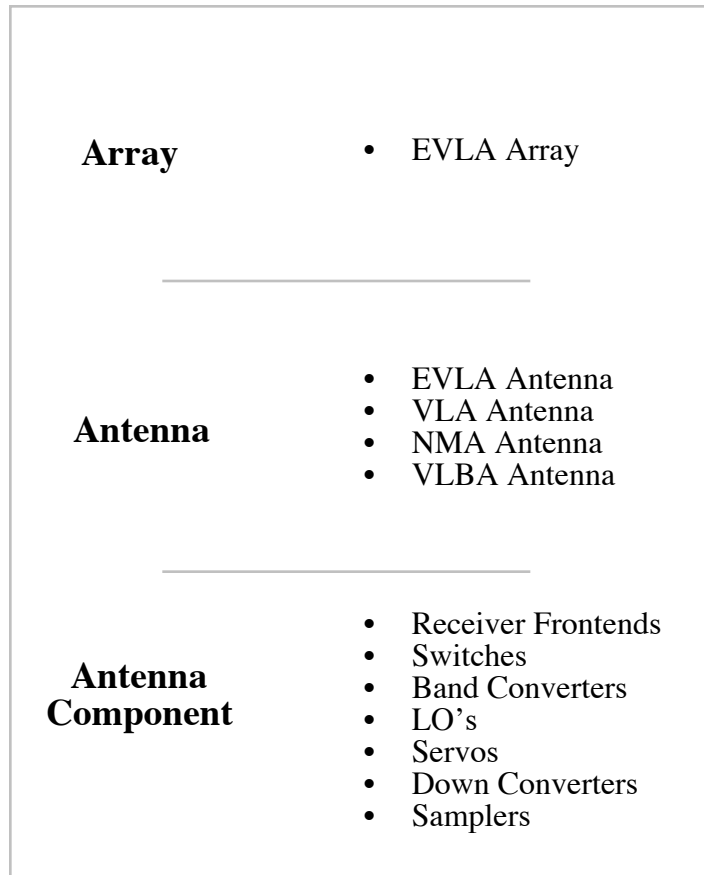 Array
• EVLA Array
Antenna
• EVLA Antenna
• VLA Antenna
• NMA Antenna
• VLBA Antenna
Antenna
Component
• Receiver Frontends
• Switches
• Band Converters
• LO’s
• Servos
• Down Converters
• Samplers